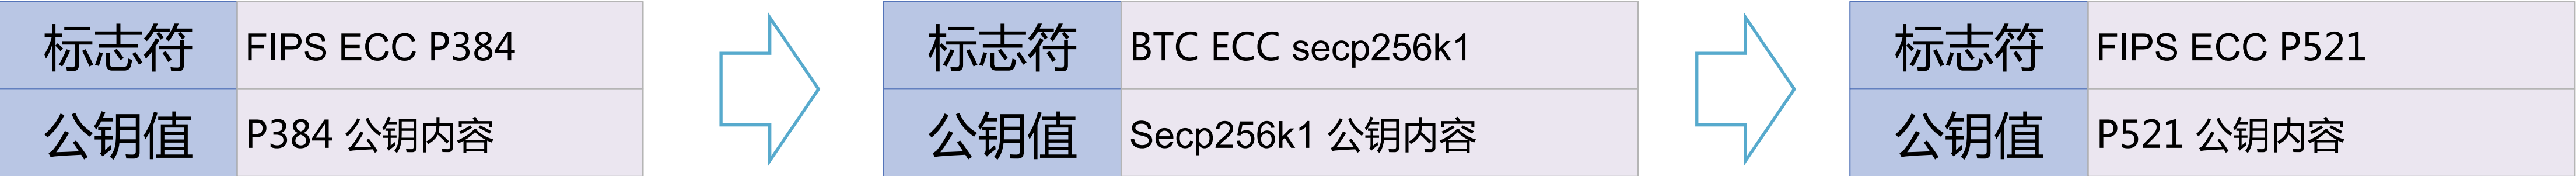 标志符 FIPS ECC P384
公钥值 P384 公钥内容
标志符 BTC ECC secp256k1
公钥值 Secp256k1 公钥内容
标志符 FIPS ECC P521
公钥值 P521 公钥内容